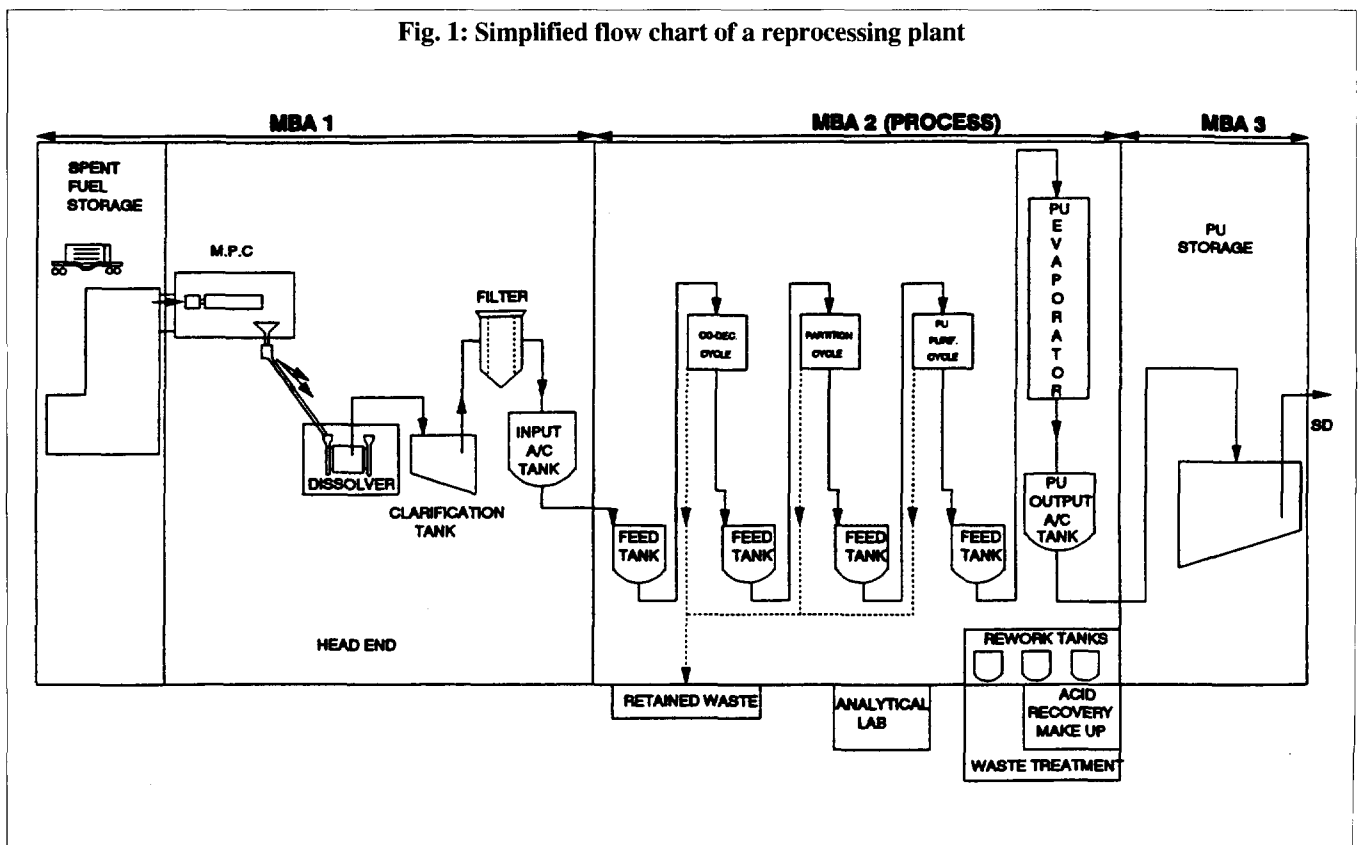 Fig. 1: Simplified flow chart of a reprocessing plant
MBA 1
MBA 2 (PROCESS)
MBA 3
SPENT
FUEL
STORAGE
M.P.C
FILTER
DISSOLVER
CLARIFICATION
TANK
INPUT
A/C
TANK
HEAD END
CO-DEC.
CYCLE
PARTITION
CYCLE
PU
PURIF.
CYCLE
PU
E
V
A
P
O
R
A
T
O
R
FEED
TANK
FEED
TANK
FEED
TANK
FEED
TANK
PU
OUTPUT
A/C
TANK
PU
STORAGE
SD
REWORK TANKS
RETAINED WASTE
ANALYTICAL
LAB
ACID
RECOVERY
MAKE UP
WASTE TREATMENT